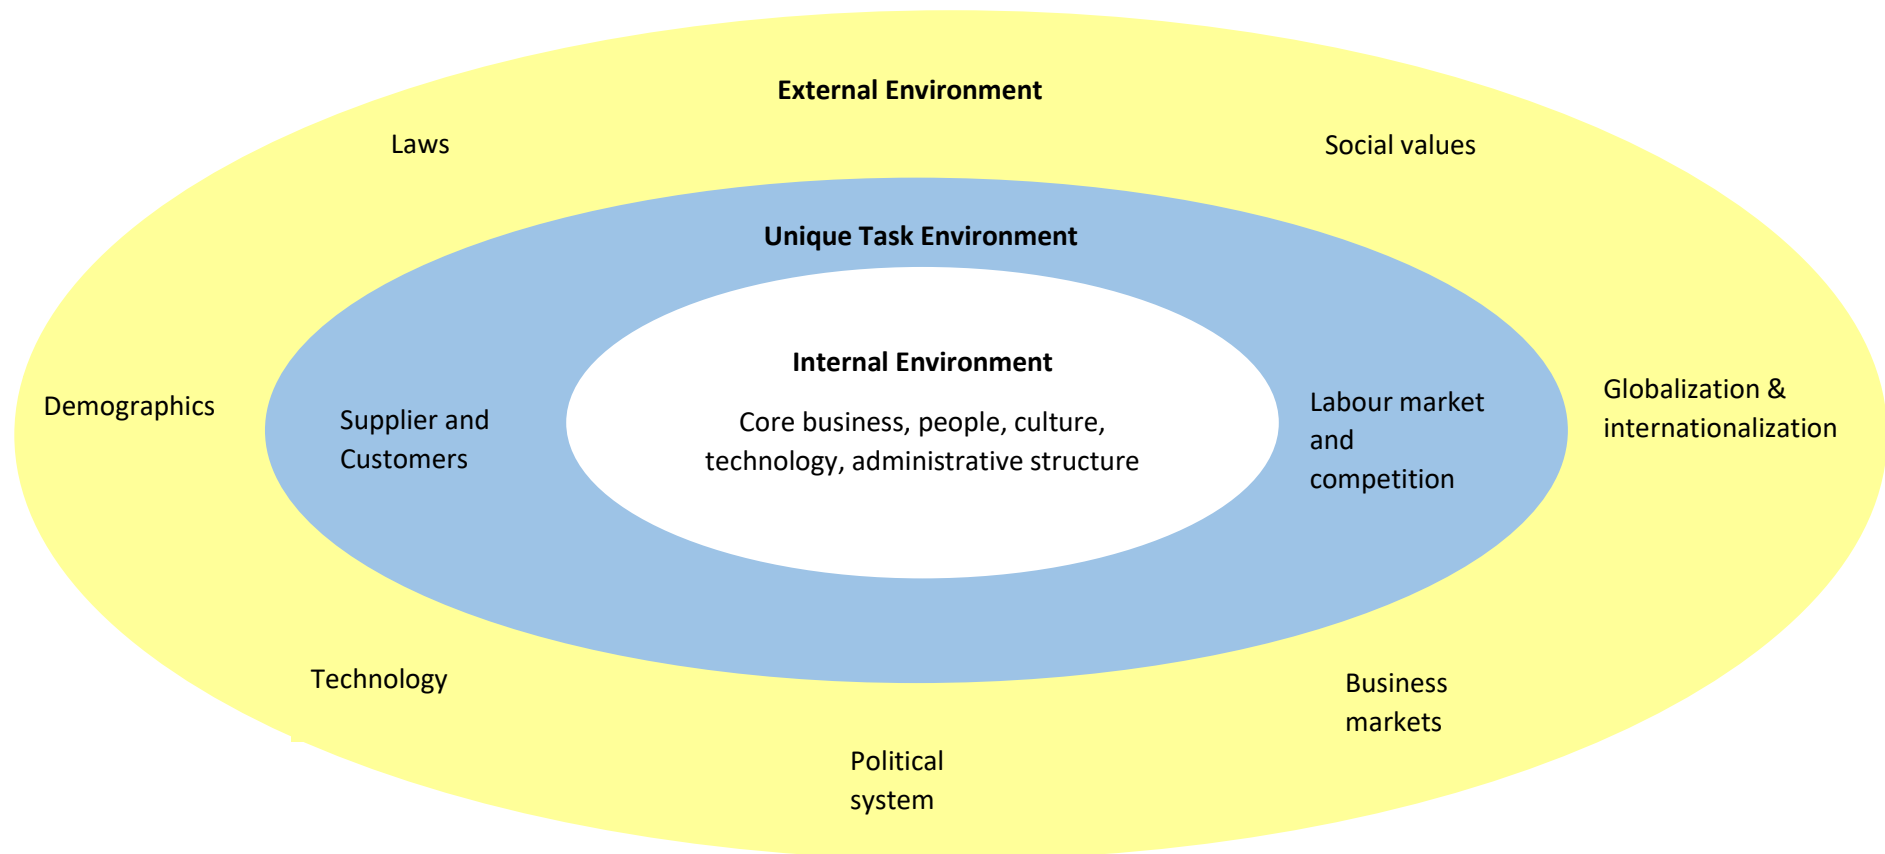 External Environment
Laws
Social values
Unique Task Environment
Internal Environment
Core business, people, culture,
technology, administrative structure
Demographics
Supplier and
Customers
Labour market
and
competition
Globalization &
internationalization
Technology
Business
markets
Political
system